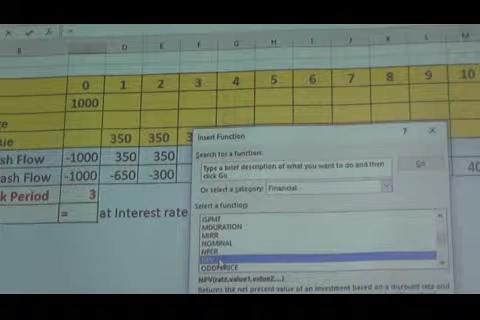 fx =
B D E F G H I J K L M
0 1 2 3 4 5 6 7 8 9 10
1000
350 350
sh Flow -1000 350 350
ash Flow -1000 -650 -300
k Period 3
= at Interest rate
Insert Function
? ×
Search for a function:
Type a brief description of what you want to do and then
click Go
Go
Or select a category: Financial
Select a function:
ISPMT
MDURATION
MIRR
NOMINAL
NPER
NPV
ODDFPRICE
NPV(rate,value1,value2,...)
Returns the net present value of an investment based on a discount rate and